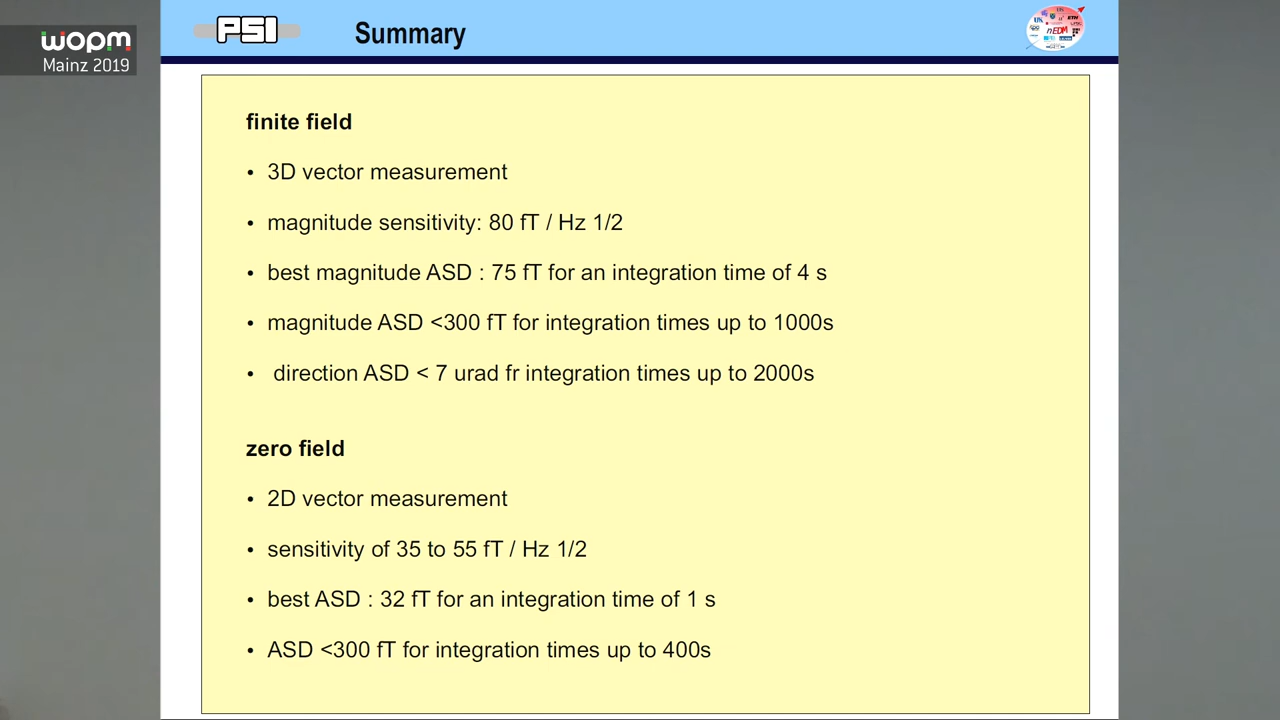 wopm
Mainz 2019
PSI
Summary
nEDM
ETH
finite field
• 3D vector measurement
• magnitude sensitivity: 80 fT / Hz 1/2
• best magnitude ASD : 75 fT for an integration time of 4 s
• magnitude ASD <300 fT for integration times up to 1000s
• direction ASD < 7 urad fr integration times up to 2000s
zero field
• 2D vector measurement
• sensitivity of 35 to 55 fT / Hz 1/2
• best ASD : 32 fT for an integration time of 1 s
• ASD <300 fT for integration times up to 400s